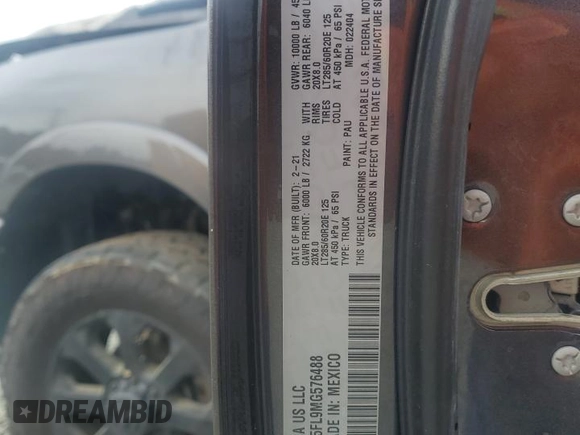 A US LLC
DATE OF MFR (BUILT): 2-21
GVWR: 10000 LB / 45
GAWR FRONT: 6000 LB / 2722 KG
WITH
GAWR REAR: 6040 L
20X8.0
RIMS
20X8.0
LT285/60R20E 125
TIRES
LT285/60R20E 125
AT 450 kPa / 65 PSI
COLD
AT 450 kPa / 65 PSI
TYPE: TRUCK
PAINT: PAU
MDH: 022404
THIS VEHICLE CONFORMS TO ALL APPLICABLE U.S.A. FEDERAL MOT
STANDARDS IN EFFECT ON THE DATE OF MANUFACTURE S
5FL9MG576488
DE IN: MEXICO
AutoBidMaster